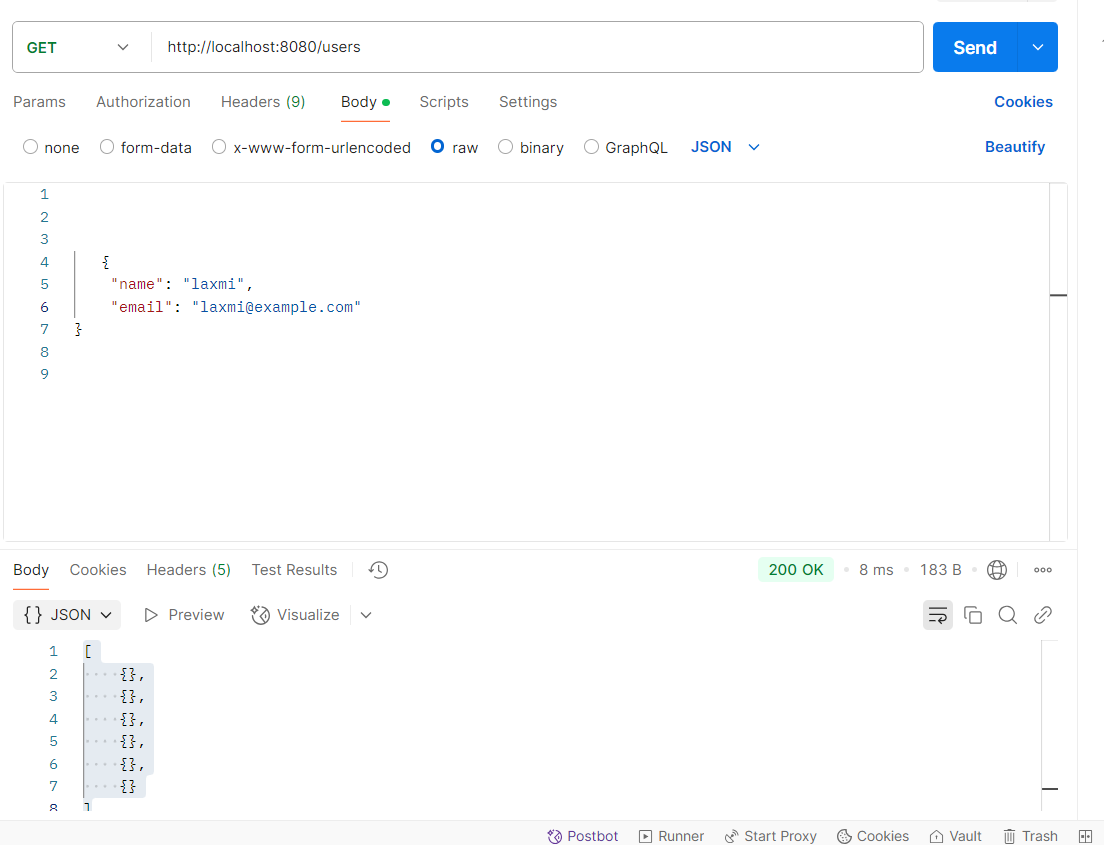 GET http://localhost:8080/users Send
Params Authorization Headers (9) Body Scripts Settings Cookies
none form-data x-www-form-urlencoded raw binary GraphQL JSON Beautify
1
2
3
4 {
5 "name": "laxmi",
6 "email": "laxmi@example.com"
7 }
8
9
Body Cookies Headers (5) Test Results 200 OK 8 ms 183 B
{} JSON Preview Visualize
1 [
2 {},
3 {},
4 {},
5 {},
6 {},
7 {}
8 ]
Postbot Runner Start Proxy Cookies Vault Trash